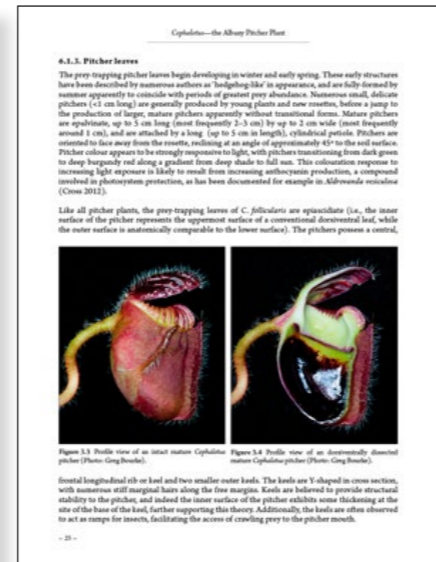 Cephalotus—the Albany Pitcher Plant
6.1.3. Pitcher leaves
The prey-trapping pitcher leaves begin developing in winter and early spring. These early structures
have been described by numerous authors as 'hedgehog-like' in appearance, and are fully-formed by
summer apparently to coincide with periods of greatest prey abundance. Numerous small, delicate
pitchers (<1 cm long) are generally produced by young plants and new rosettes, before a jump to
the production of larger, mature pitchers apparently without transitional forms. Mature pitchers
are epulvinate, up to 5 cm long (most frequently 2–3 cm) by up to 2 cm wide (most frequently
around 1 cm), and are attached by a long (up to 5 cm in length), cylindrical petiole. Pitchers are
oriented to face away from the rosette, reclining at an angle of approximately 45° to the soil surface.
Pitcher colour appears to be strongly responsive to light, with pitchers transitioning from dark green
to deep burgundy red along a gradient from deep shade to full sun. This colouration response to
increasing light exposure is likely to result from increasing anthocyanin production, a compound
involved in photosystem protection, as has been documented for example in Aldrovanda vesiculosa
(Cross 2012).
Like all pitcher plants, the prey-trapping leaves of C. follicularis are epiascidiate (i.e., the inner
surface of the pitcher represents the uppermost surface of a conventional dorsiventral leaf, while
the outer surface is anatomically comparable to the lower surface). The pitchers possess a central,
Figure 5.3 Profile view of an intact mature Cephalotus
pitcher (Photo: Greg Bourke).
Figure 5.4 Profile view of an dorsiventrally dissected
mature Cephalotus pitcher (Photo: Greg Bourke).
frontal longitudinal rib or keel and two smaller outer keels. The keels are Y-shaped in cross section,
with numerous stiff marginal hairs along the free margins. Keels are believed to provide structural
stability to the pitcher, and indeed the inner surface of the pitcher exhibits some thickening at the
site of the base of the keel, further supporting this theory. Additionally, the keels are often observed
to act as ramps for insects, facilitating the access of crawling prey to the pitcher mouth.
– 25 –